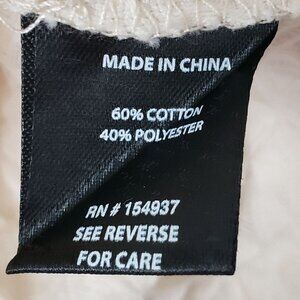 MADE IN CHINA
60% COTTON
40% POLYESTER
RN # 154937
SEE REVERSE
FOR CARE